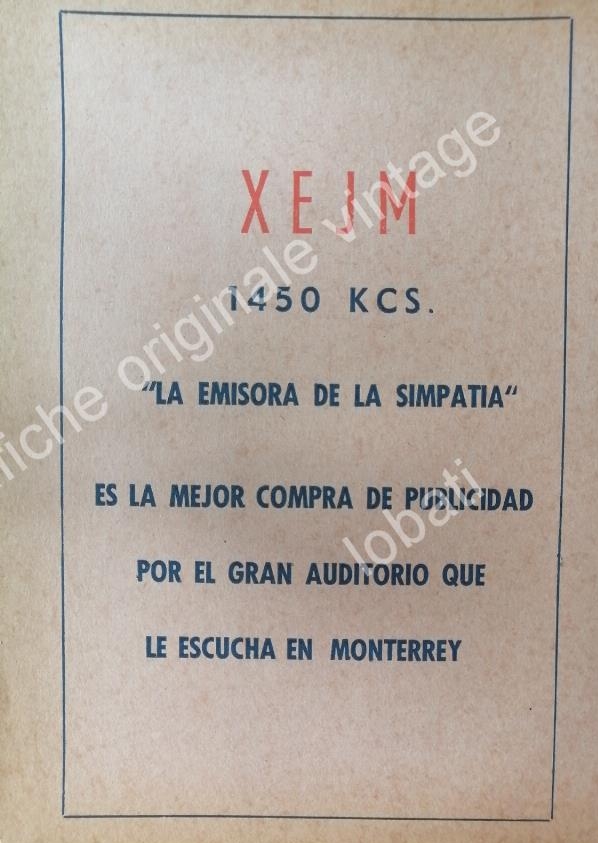 XEJM
1450 KCS.
"LA EMISORA DE LA SIMPATIA"
ES LA MEJOR COMPRA DE PUBLICIDAD
POR EL GRAN AUDITORIO QUE
LE ESCUCHA EN MONTERREY
fiche originale vintage
lobati